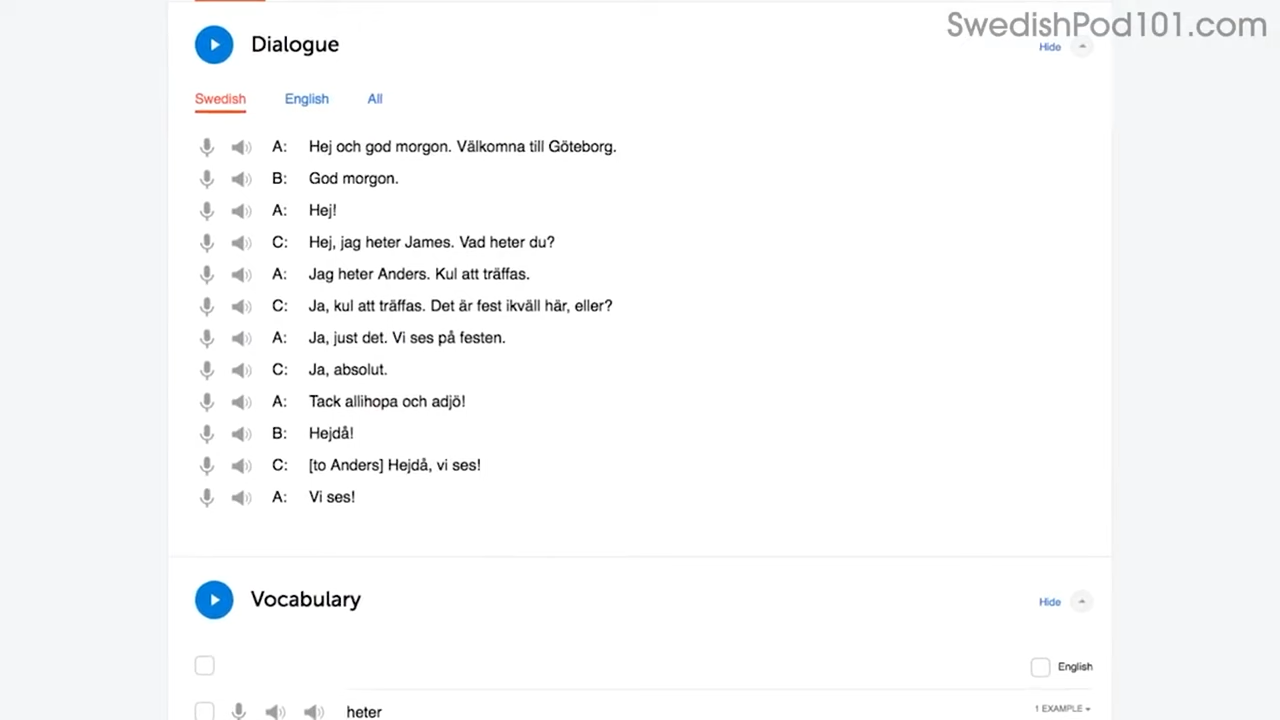 SwedishPod101.com
Dialogue
Hide
Swedish English All
A: Hej och god morgon. Välkomna till Göteborg.
B: God morgon.
A: Hej!
C: Hej, jag heter James. Vad heter du?
A: Jag heter Anders. Kul att träffas.
C: Ja, kul att träffas. Det är fest ikväll här, eller?
A: Ja, just det. Vi ses på festen.
C: Ja, absolut.
A: Tack allihopa och adjö!
B: Hejdå!
C: [to Anders] Hejdå, vi ses!
A: Vi ses!
Vocabulary
Hide
English
heter
1 EXAMPLE